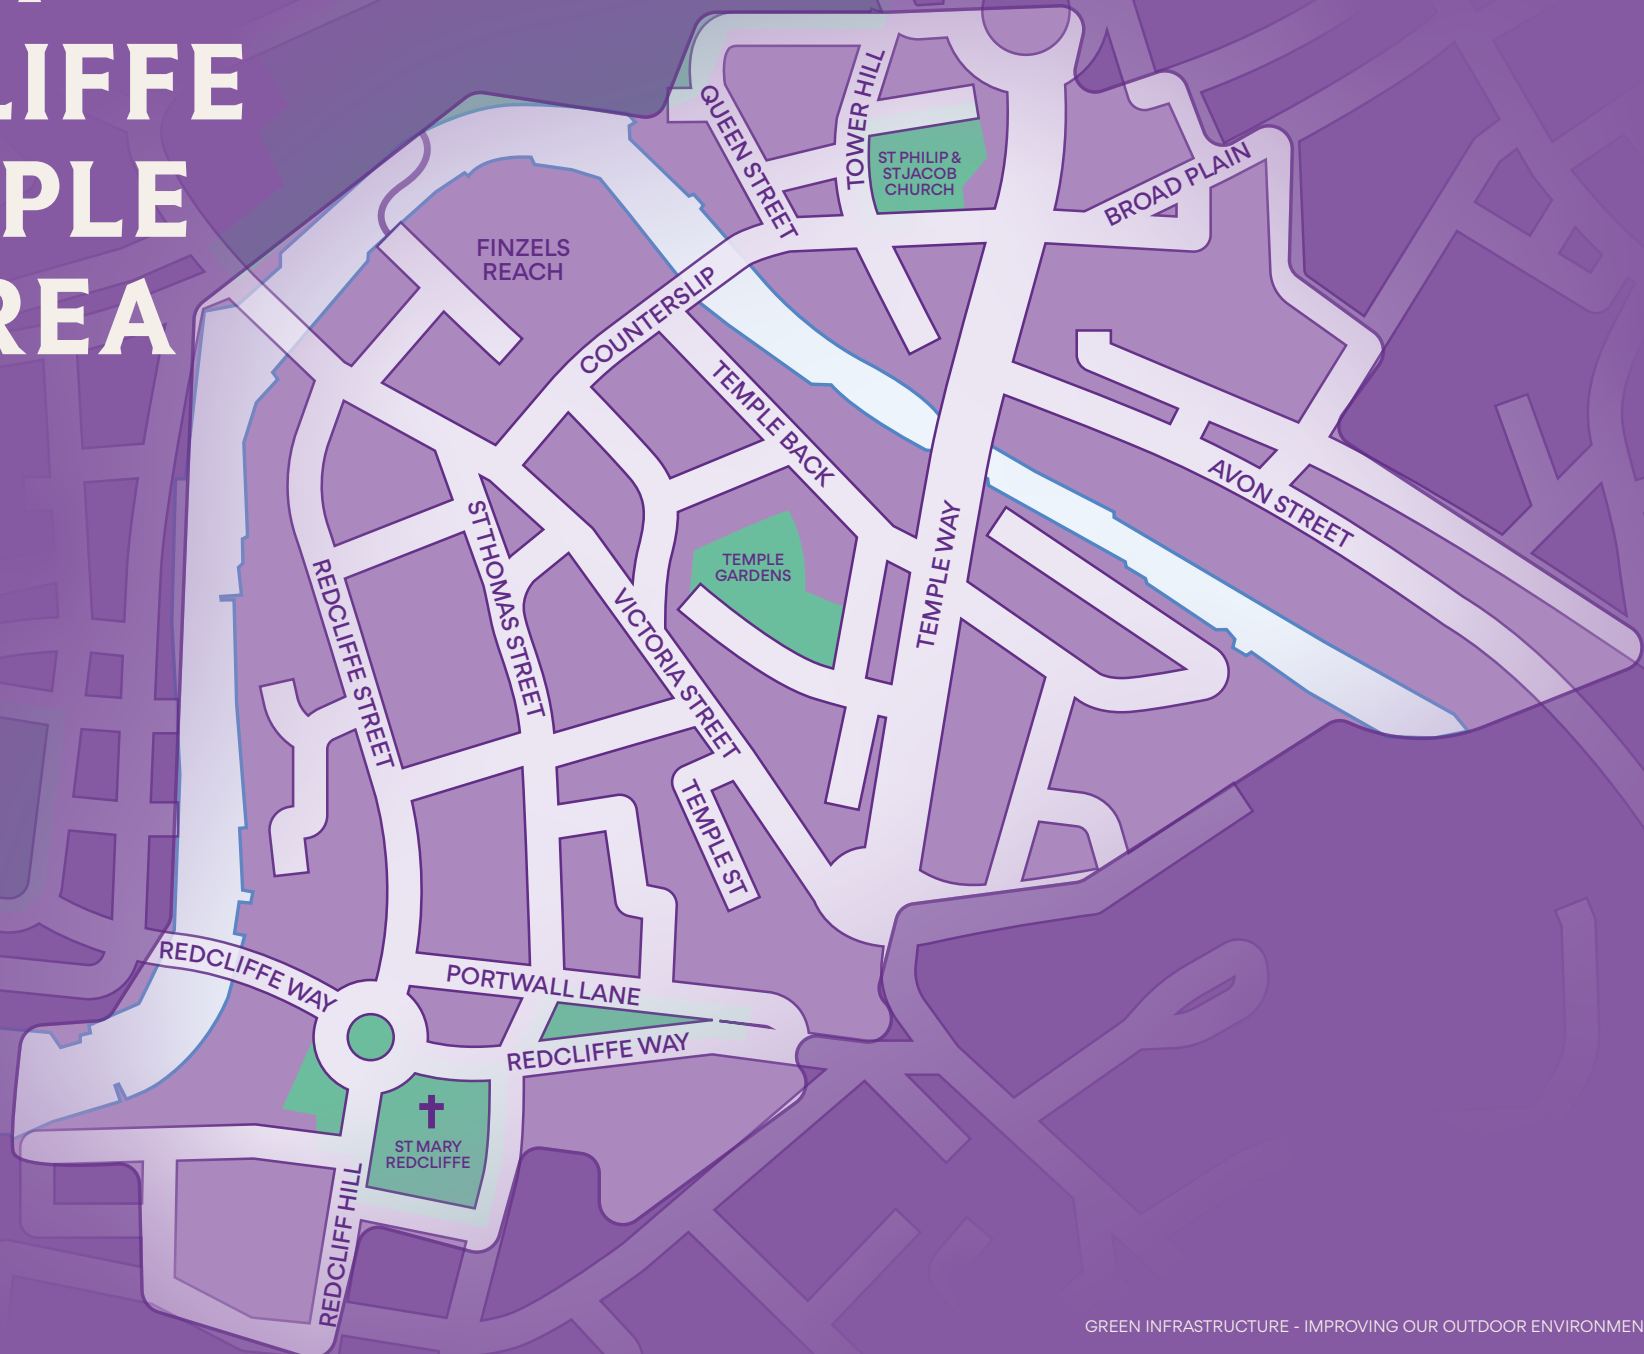 LIFFE
PLE
REA
QUEEN STREET
TOWER HILL
ST PHILIP &
ST JACOB
CHURCH
BROAD PLAIN
FINZELS
REACH
COUNTERSLIP
TEMPLE BACK
AVON STREET
TEMPLE WAY
ST THOMAS STREET
TEMPLE
GARDENS
REDCLIFFE STREET
VICTORIA STREET
TEMPLE ST
REDCLIFFE WAY
PORTWALL LANE
REDCLIFFE WAY
ST MARY
REDCLIFFE
REDCLIFF HILL
GREEN INFRASTRUCTURE - IMPROVING OUR OUTDOOR ENVIRONMEN